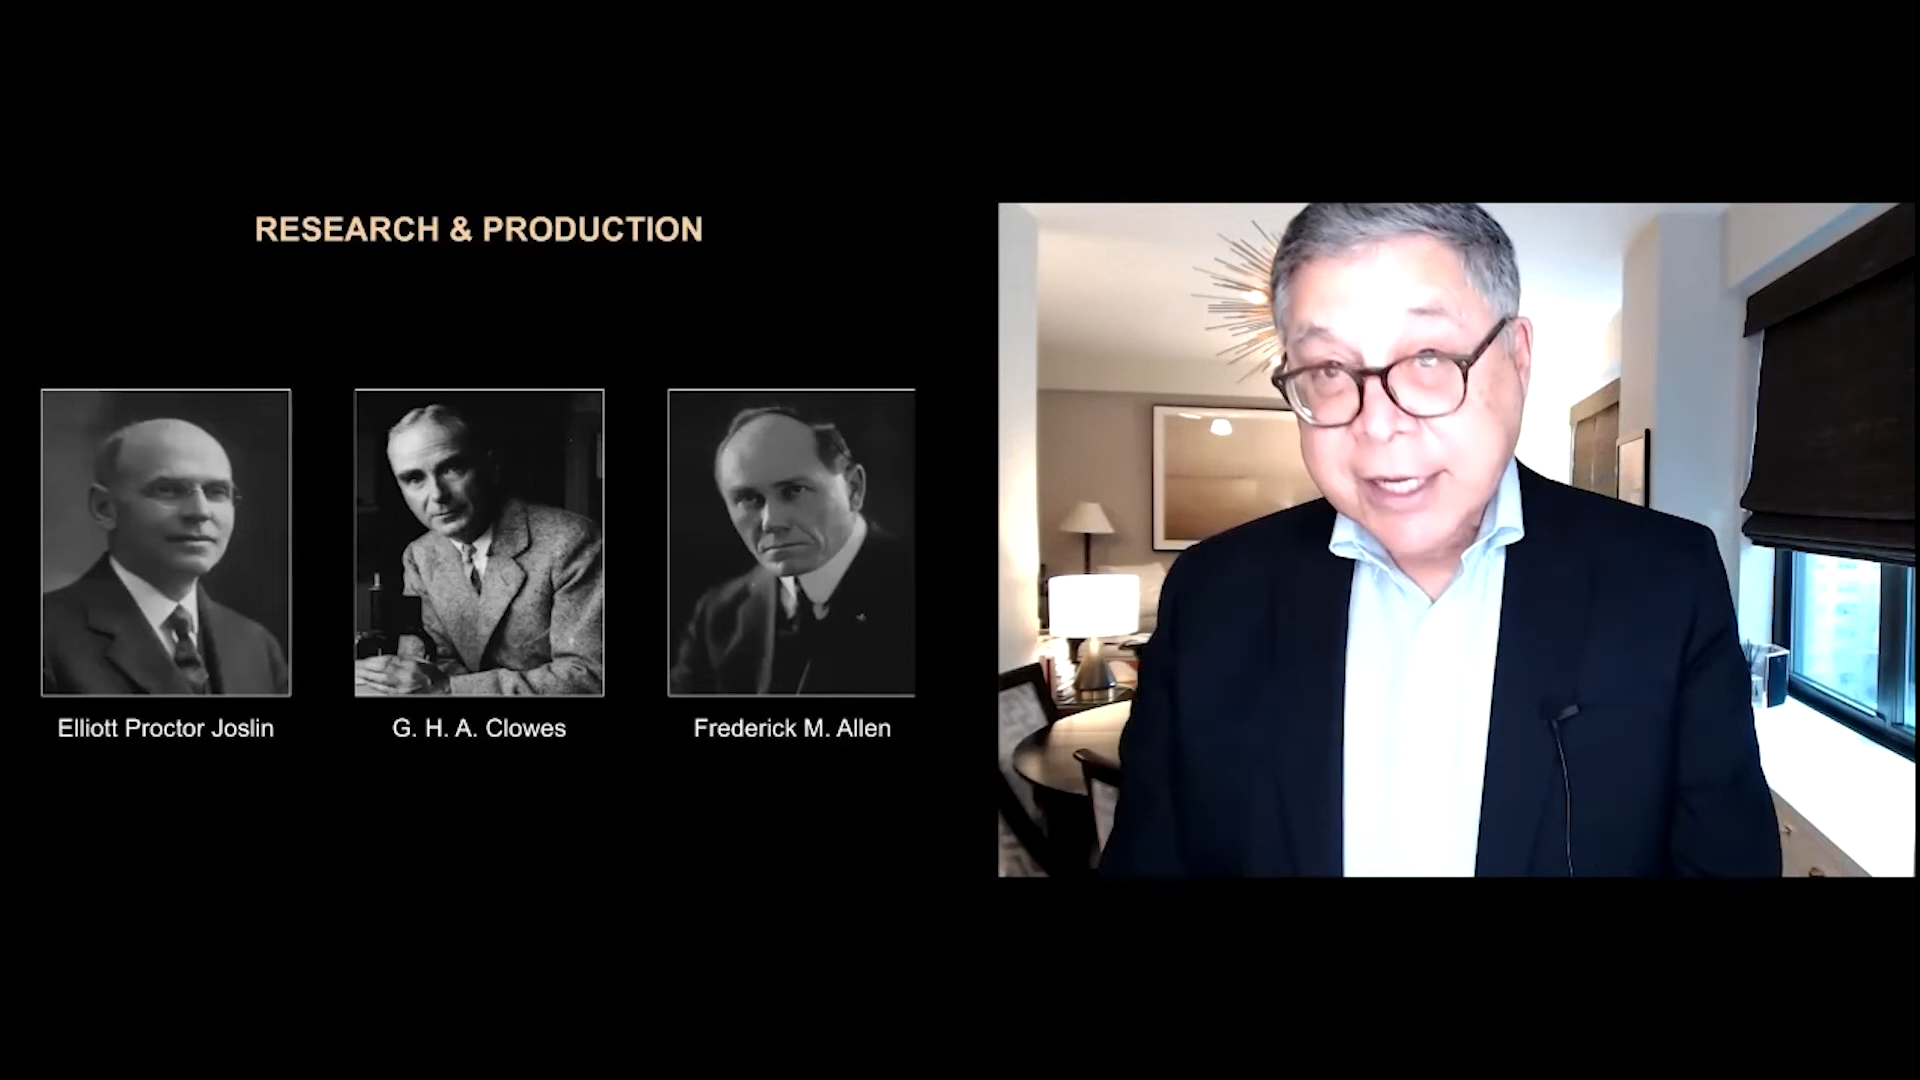 RESEARCH & PRODUCTION
Elliott Proctor Joslin
G. H. A. Clowes
Frederick M. Allen